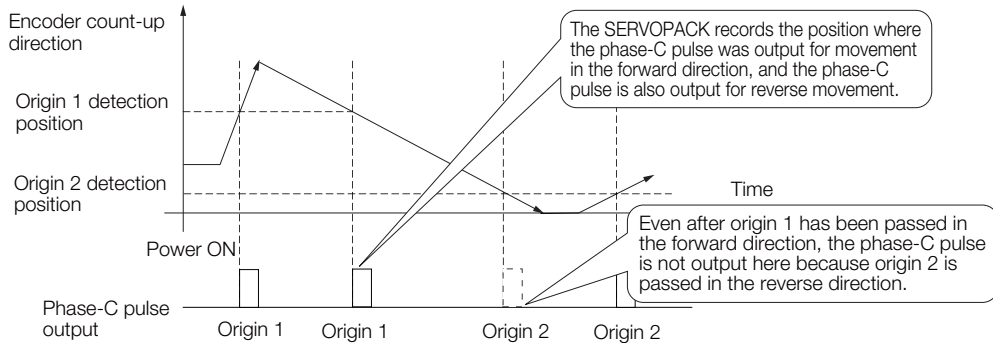 Encoder count-up
direction
The SERVOPACK records the position where
the phase-C pulse was output for movement
in the forward direction, and the phase-C
pulse is also output for reverse movement.
Origin 1 detection
position
Origin 2 detection
position
Time
Power ON
Even after origin 1 has been passed in
the forward direction, the phase-C pulse
is not output here because origin 2 is
passed in the reverse direction.
Phase-C pulse
output
Origin 1
Origin 1
Origin 2
Origin 2